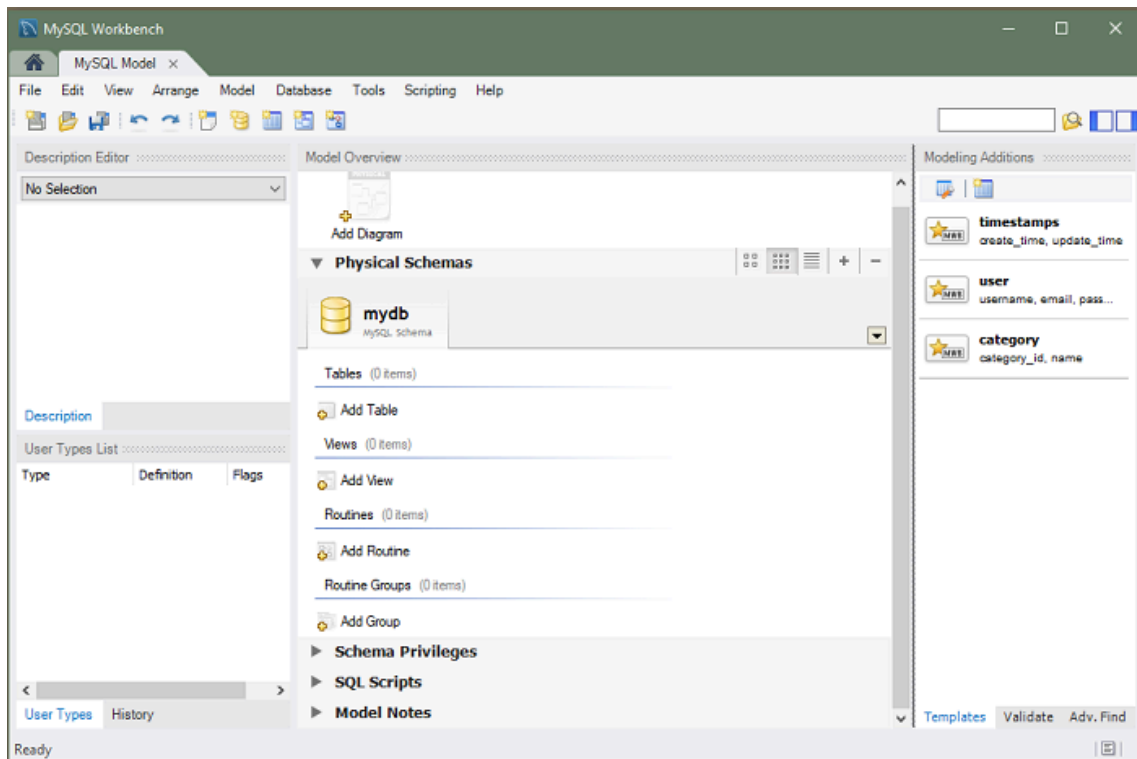 MySQL Workbench
MySQL Model
File Edit View Arrange Model Database Tools Scripting Help
Description Editor
No Selection
Description
User Types List
Type Definition Flags
User Types History
Model Overview
Add Diagram
Physical Schemas
mydb
MySQL Schema
Tables (0 items)
Add Table
Views (0 items)
Add View
Routines (0 items)
Add Routine
Routine Groups (0 items)
Add Group
Schema Privileges
SQL Scripts
Model Notes
Modeling Additions
timestamps
create_time, update_time
user
username, email, pass...
category
category_id, name
Templates Validate Adv. Find
Ready